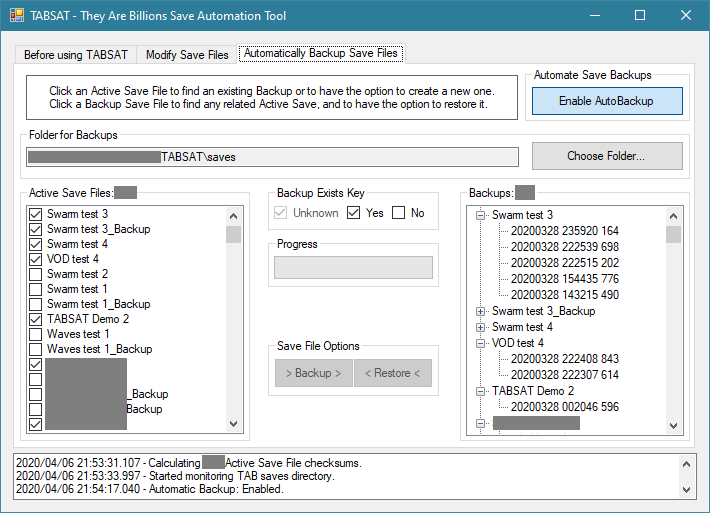 TABSAT - They Are Billions Save Automation Tool
Before using TABSAT
Modify Save Files
Automatically Backup Save Files
Click an Active Save File to find an existing Backup or to have the option to create a new one.
Click a Backup Save File to find any related Active Save, and to have the option to restore it.
Automate Save Backups
Enable AutoBackup
Folder for Backups
TABSAT\saves
Choose Folder...
Active Save Files:
Swarm test 3
Swarm test 3_Backup
Swarm test 4
VOD test 4
Swarm test 2
Swarm test 1
Swarm test 1_Backup
TABSAT Demo 2
Waves test 1
Waves test 1_Backup
_Backup
Backup
Backup Exists Key
Unknown
Yes
No
Progress
Save File Options
> Backup >
< Restore <
Backups:
Swarm test 3
20200328 235920 164
20200328 222539 698
20200328 222515 202
20200328 154435 776
20200328 143215 490
Swarm test 3_Backup
Swarm test 4
VOD test 4
20200328 222408 843
20200328 222307 614
TABSAT Demo 2
20200328 002046 596
2020/04/06 21:53:31.107 - Calculating Active Save File checksums.
2020/04/06 21:53:33.997 - Started monitoring TAB saves directory.
2020/04/06 21:54:17.040 - Automatic Backup: Enabled.